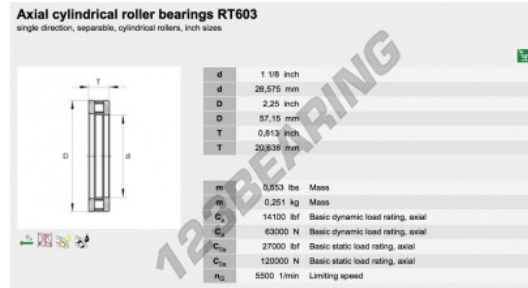 Axial cylindrical roller bearings RT603
single direction, separable, cylindrical rollers, inch sizes
T
D
d
d 1 1/8 inch
d 28,575 mm
D 2,25 inch
D 57,15 mm
T 0,813 inch
T 20,638 mm
m 0,553 lbs Mass
m 0,251 kg Mass
Ca 14100 lbf Basic dynamic load rating, axial
Ca 63000 N Basic dynamic load rating, axial
C0a 27000 lbf Basic static load rating, axial
C0a 120000 N Basic static load rating, axial
nG 5500 1/min Limiting speed
123BEARING